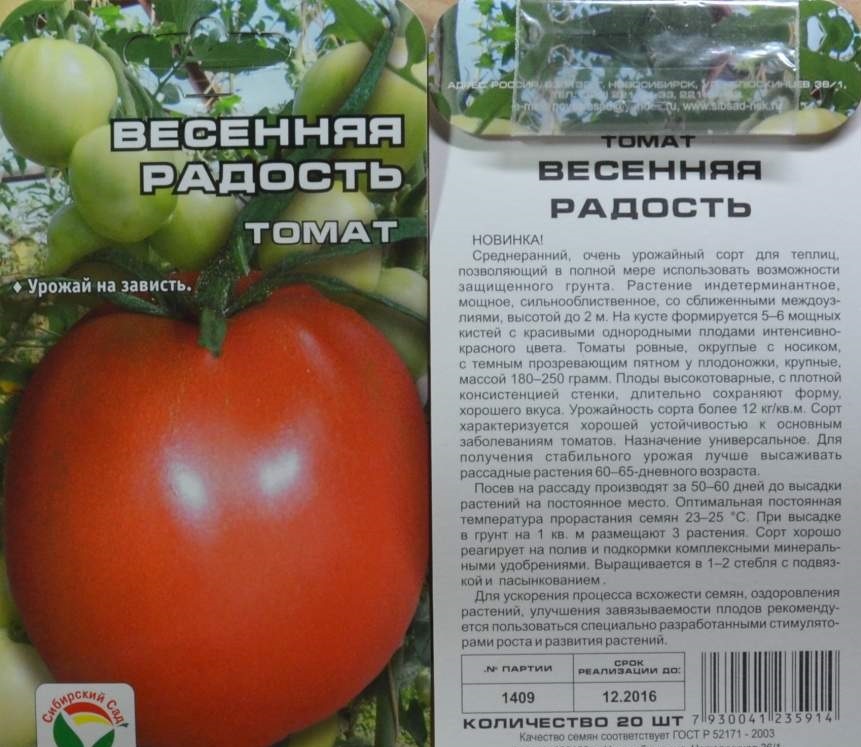 ВЕСЕННЯЯ
РАДОСТЬ
ТОМАТ
♦ Урожай на зависть.
Сибирский Сад
НОВОСИБИРСК,
www.sibsad-nsk.ru
ТОМАТ
ВЕСЕННЯЯ
РАДОСТЬ
НОВИНКА!
Среднеранний, очень урожайный сорт для теплиц,
позволяющий в полной мере использовать возможности
защищенного грунта. Растение индетерминантное,
мощное, сильнооблиственное, со сближенными междоуз-
лиями, высотой до 2 м. На кусте формируется 5–6 мощных
кистей с красивыми однородными плодами интенсивно-
красного цвета. Томаты ровные, округлые с носиком,
с темным прозревающим пятном у плодоножки, крупные,
массой 180–250 грамм. Плоды высокотоварные, с плотной
консистенцией стенки, длительно сохраняют форму,
хорошего вкуса. Урожайность сорта более 12 кг/кв.м. Сорт
характеризуется хорошей устойчивостью к основным
заболеваниям томатов. Назначение универсальное. Для
получения стабильного урожая лучше высаживать
рассадные растения 60–65-дневного возраста.
Посев на рассаду производят за 50–60 дней до высадки
растений на постоянное место. Оптимальная постоянная
температура прорастания семян 23–25 °С. При высадке
в грунт на 1 кв. м размещают 3 растения. Сорт хорошо
реагирует на полив и подкормки комплексными минераль-
ными удобрениями. Выращивается в 1–2 стебля с подвяз-
кой и пасынкованием .
Для ускорения процесса всхожести семян, оздоровления
растений, улучшения завязываемости плодов рекоменду-
ется пользоваться специально разработанными стимулято-
рами роста и развития растений.
№ ПАРТИИ
СРОК
РЕАЛИЗАЦИИ ДО:
1409
12.2016
КОЛИЧЕСТВО 20 ШТ
7 930041 235914
Качество семян соответствует ГОСТ Р 52171 - 2003